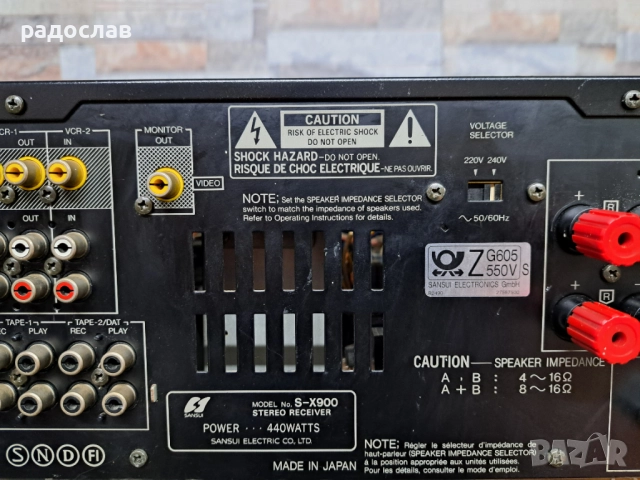 радослав
CR-1
VCR-2
OUT
IN
MONITOR
OUT
VIDEO
CAUTION
RISK OF ELECTRIC SHOCK
DO NOT OPEN
SHOCK HAZARD-DO NOT OPEN.
RISQUE DE CHOC ELECTRIQUE-NE PAS OUVRIR.
VOLTAGE
SELECTOR
220V 240V
~50/60Hz
NOTE; Set the SPEAKER IMPEDANCE SELECTOR
switch to match the impedance of speakers used.
Refer to Operating Instructions for details.
OUT
IN
+
R
+
Z G605
550V S
SANSUI ELECTRONICS GmbH
R
TAPE-1
TAPE-2/DAT
REC
PLAY
REC
PLAY
CAUTION — SPEAKER IMPEDANCE
A · B : 4~16Ω
A + B : 8~16Ω
SANSUI
MODEL No. S-X900
STEREO RECEIVER
POWER ··· 440WATTS
SANSUI ELECTRIC CO., LTD.
MADE IN JAPAN
S N D FI
NOTE; Régler le sélecteur d'impédance de
haut-parleur (SPEAKER IMPEDANCE SELECTOR)
à la position appropriée aux unités utilisées.
Pour les détails, consulter le mode d'emploi.
BAZAR